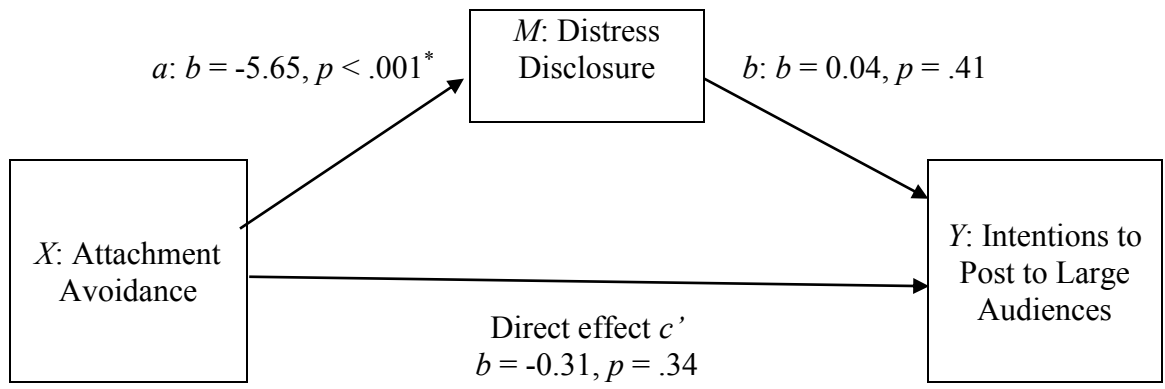 M: Distress
Disclosure
a: b = -5.65, p < .001*
b: b = 0.04, p = .41
X: Attachment
Avoidance
Y: Intentions to
Post to Large
Audiences
Direct effect c’
b = -0.31, p = .34